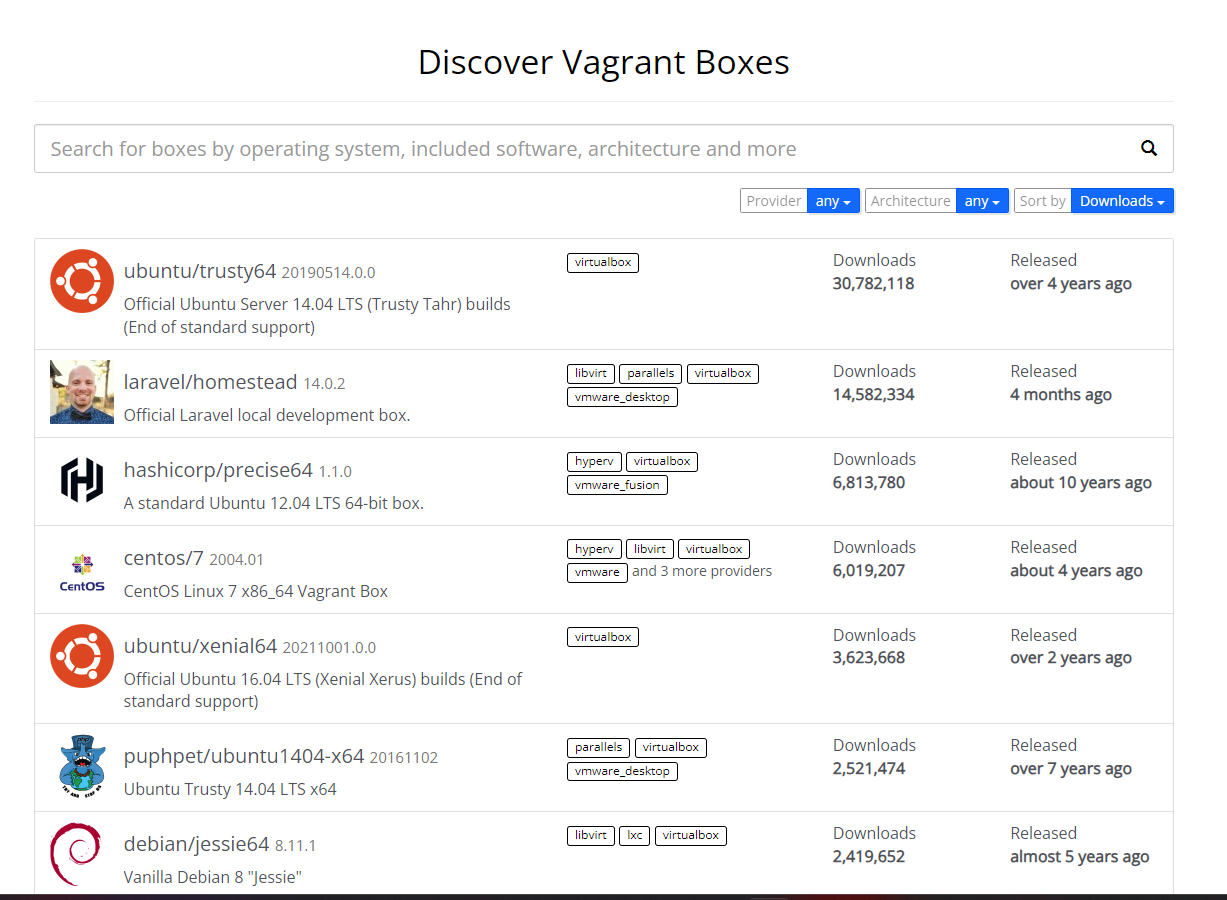 Discover Vagrant Boxes
Search for boxes by operating system, included software, architecture and more
Provider any Architecture any Sort by Downloads
ubuntu/trusty64 20190514.0.0
Official Ubuntu Server 14.04 LTS (Trusty Tahr) builds
(End of standard support)
virtualbox
Downloads
30,782,118
Released
over 4 years ago
laravel/homestead 14.0.2
Official Laravel local development box.
libvirt parallels virtualbox
vmware_desktop
Downloads
14,582,334
Released
4 months ago
hashicorp/precise64 1.1.0
A standard Ubuntu 12.04 LTS 64-bit box.
hyperv virtualbox
vmware_fusion
Downloads
6,813,780
Released
about 10 years ago
CentOS
centos/7 2004.01
CentOS Linux 7 x86_64 Vagrant Box
hyperv libvirt virtualbox
vmware and 3 more providers
Downloads
6,019,207
Released
about 4 years ago
ubuntu/xenial64 20211001.0.0
Official Ubuntu 16.04 LTS (Xenial Xerus) builds (End of
standard support)
virtualbox
Downloads
3,623,668
Released
over 2 years ago
puphpet/ubuntu1404-x64 20161102
Ubuntu Trusty 14.04 LTS x64
parallels virtualbox
vmware_desktop
Downloads
2,521,474
Released
over 7 years ago
debian/jessie64 8.11.1
Vanilla Debian 8 "Jessie"
libvirt lxc virtualbox
Downloads
2,419,652
Released
almost 5 years ago